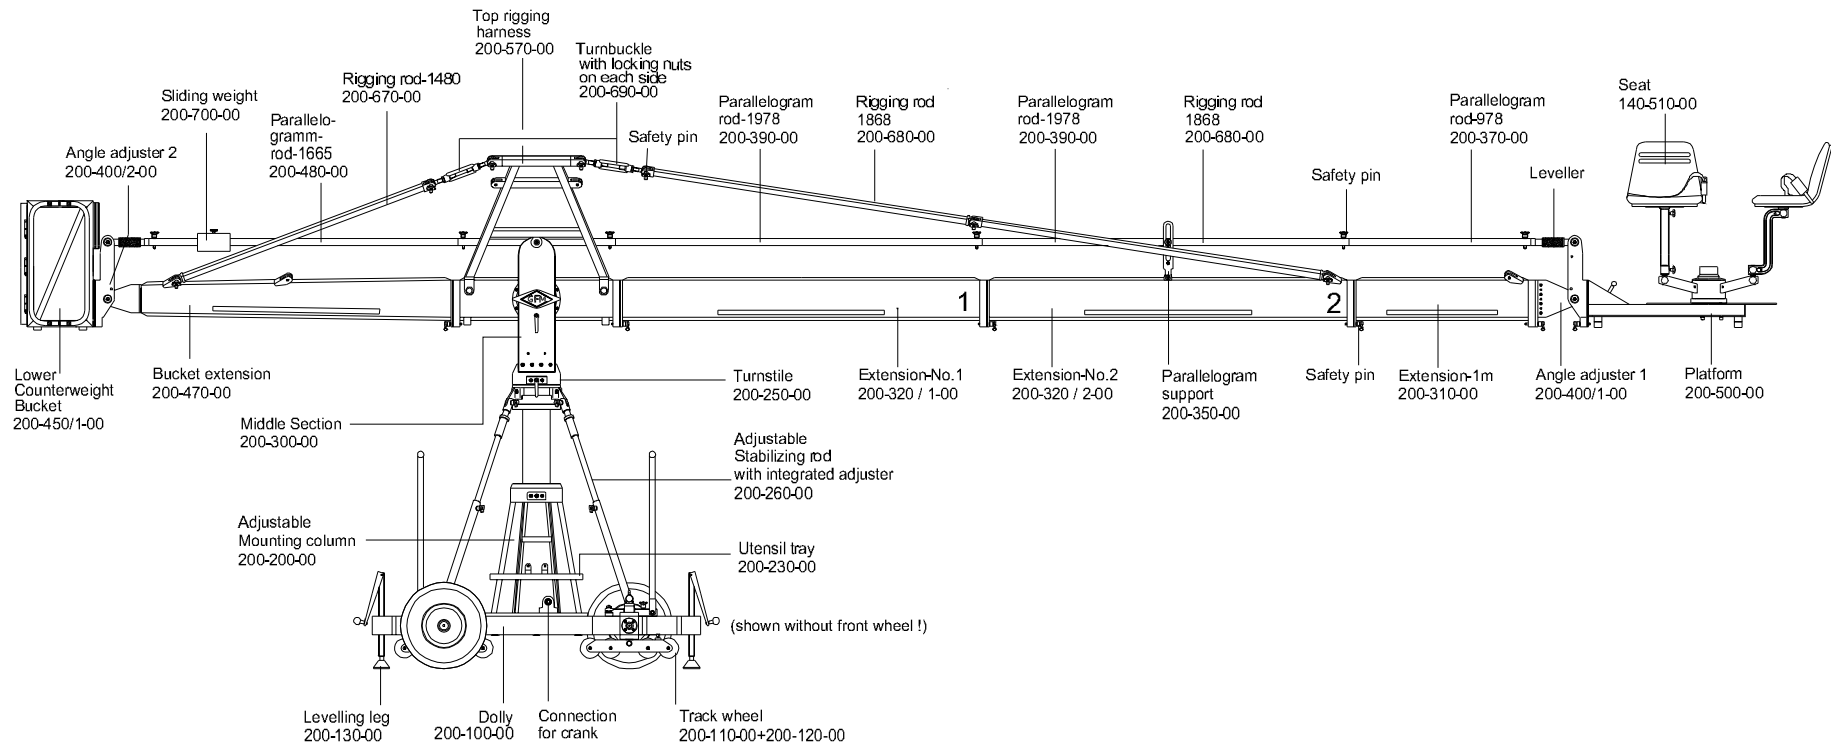 Top rigging
harness
200-570-00
Turnbuckle
with locking nuts
on each side
200-690-00
Rigging rod-1480
200-670-00
Sliding weight
200-700-00
Parallelo-
gramm-
rod-1665
200-480-00
Angle adjuster 2
200-400/2-00
Safety pin
Parallelogram
rod-1978
200-390-00
Rigging rod
1868
200-680-00
Parallelogram
rod-1978
200-390-00
Rigging rod
1868
200-680-00
Parallelogram
rod-978
200-370-00
Seat
140-510-00
Safety pin
Leveller
GFM
1
2
Lower
Counterweight
Bucket
200-450/1-00
Bucket extension
200-470-00
Middle Section
200-300-00
Turnstile
200-250-00
Extension-No.1
200-320 / 1-00
Extension-No.2
200-320 / 2-00
Parallelogram
support
200-350-00
Safety pin
Extension-1m
200-310-00
Angle adjuster 1
200-400/1-00
Platform
200-500-00
Adjustable
Stabilizing rod
with integrated adjuster
200-260-00
Adjustable
Mounting column
200-200-00
Utensil tray
200-230-00
(shown without front wheel !)
Levelling leg
200-130-00
Dolly
200-100-00
Connection
for crank
Track wheel
200-110-00+200-120-00